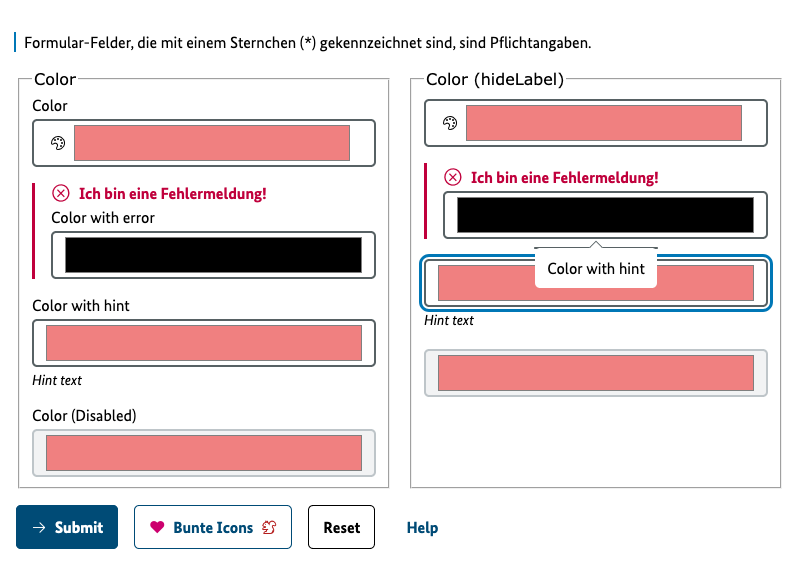 Formular-Felder, die mit einem Sternchen (*) gekennzeichnet sind, sind Pflichtangaben.
Color
Color
Ich bin eine Fehlermeldung!
Color with error
Color with hint
Hint text
Color (Disabled)
Color (hideLabel)
Ich bin eine Fehlermeldung!
Color with hint
Hint text
Submit
Bunte Icons
Reset
Help